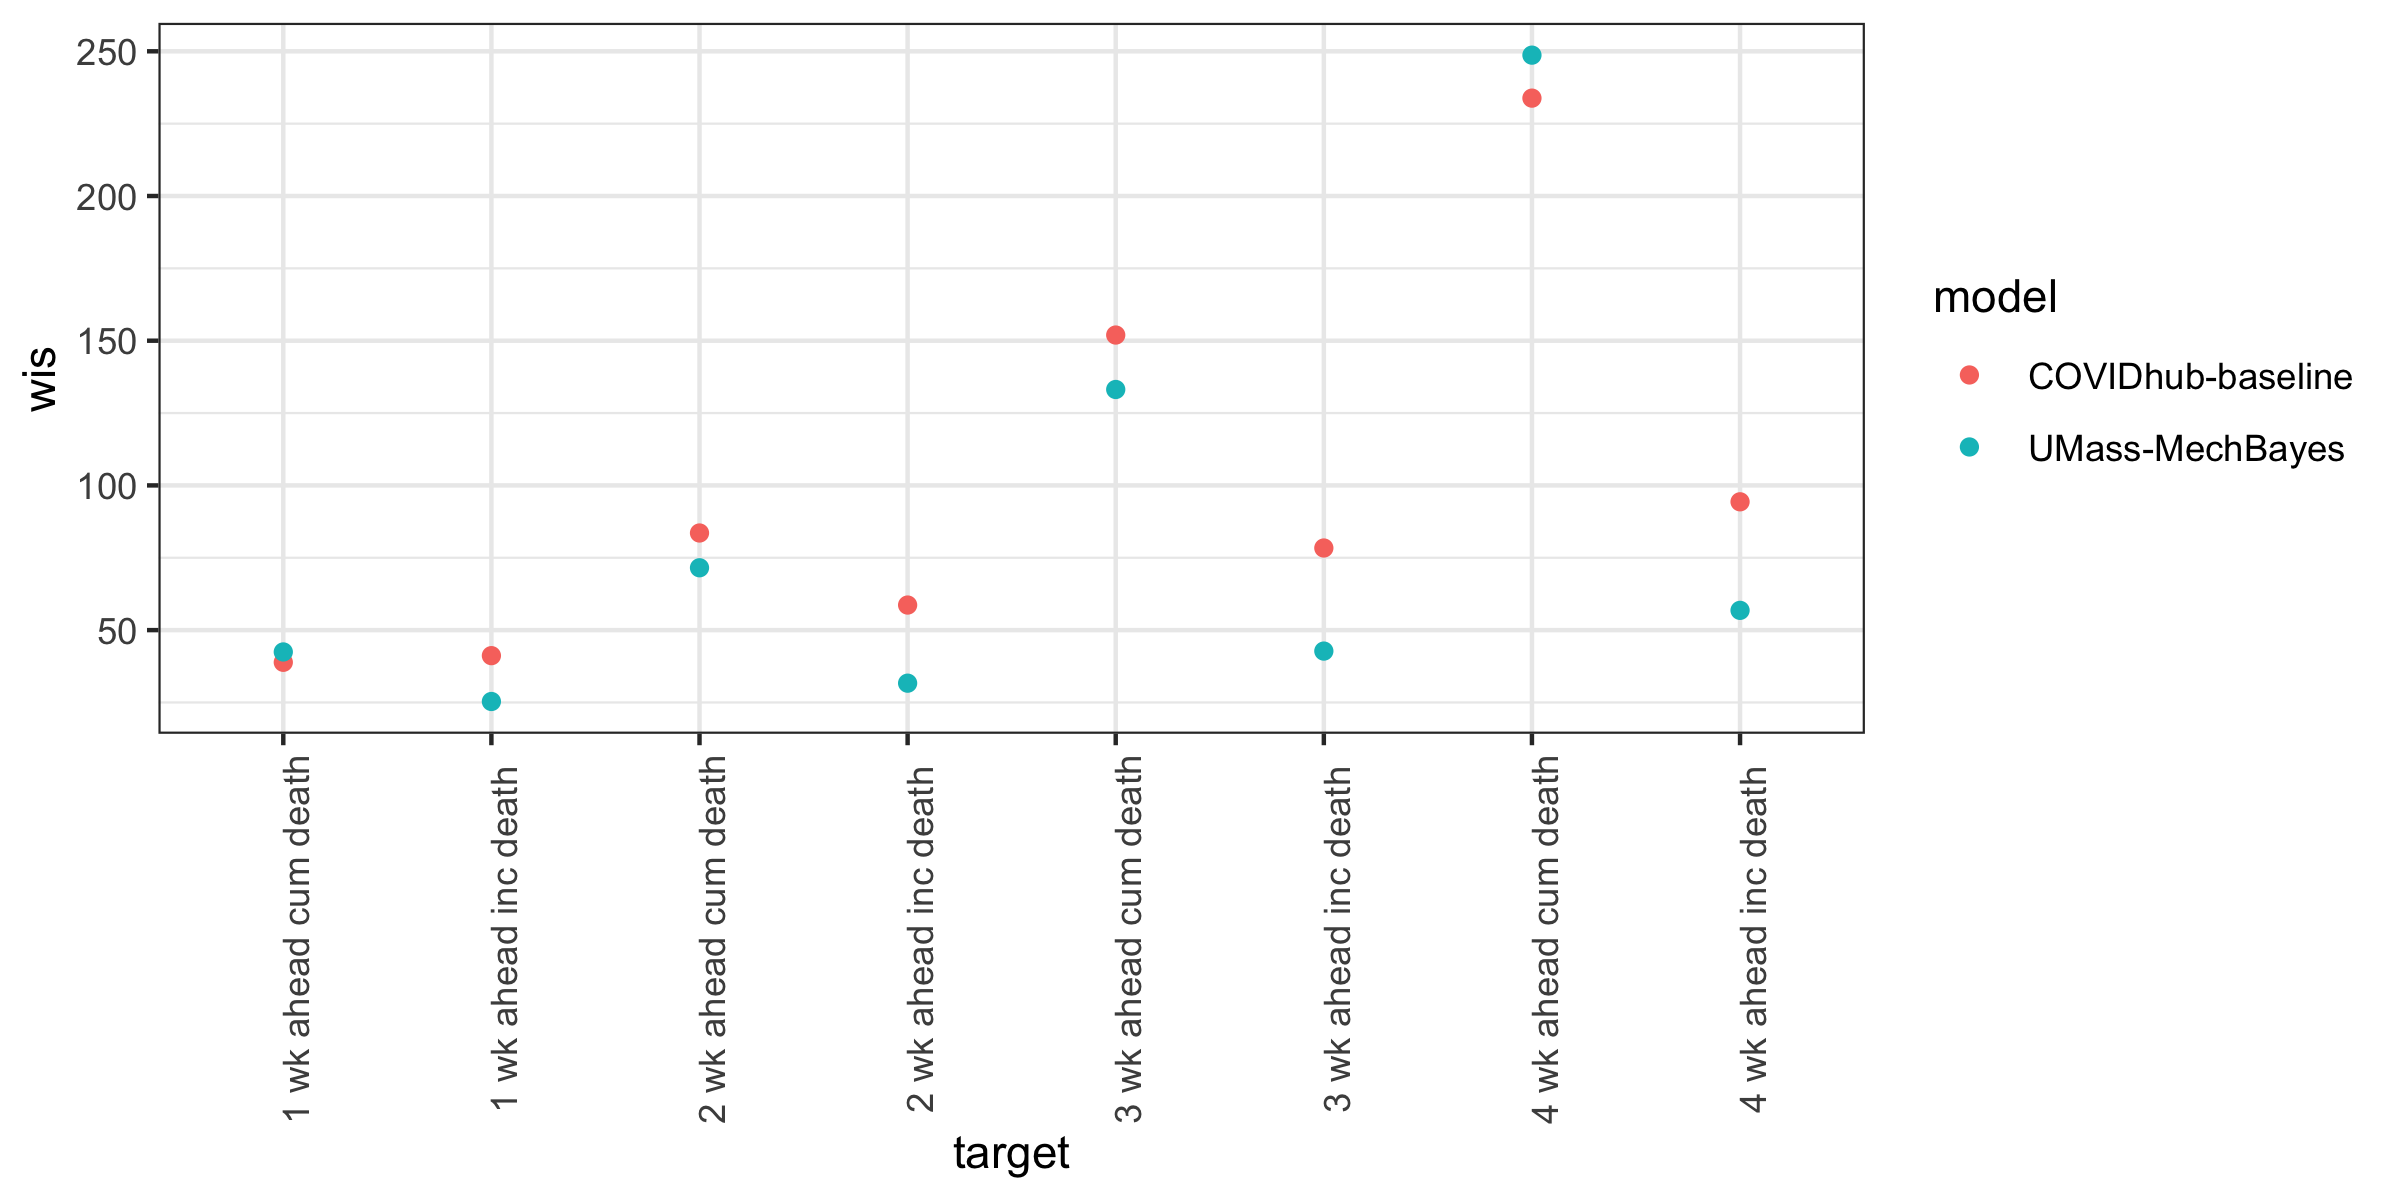 250
200
150
100
50
wis
1 wk ahead cum death
1 wk ahead inc death
2 wk ahead cum death
2 wk ahead inc death
3 wk ahead cum death
3 wk ahead inc death
4 wk ahead cum death
4 wk ahead inc death
target
model
COVIDhub-baseline
UMass-MechBayes